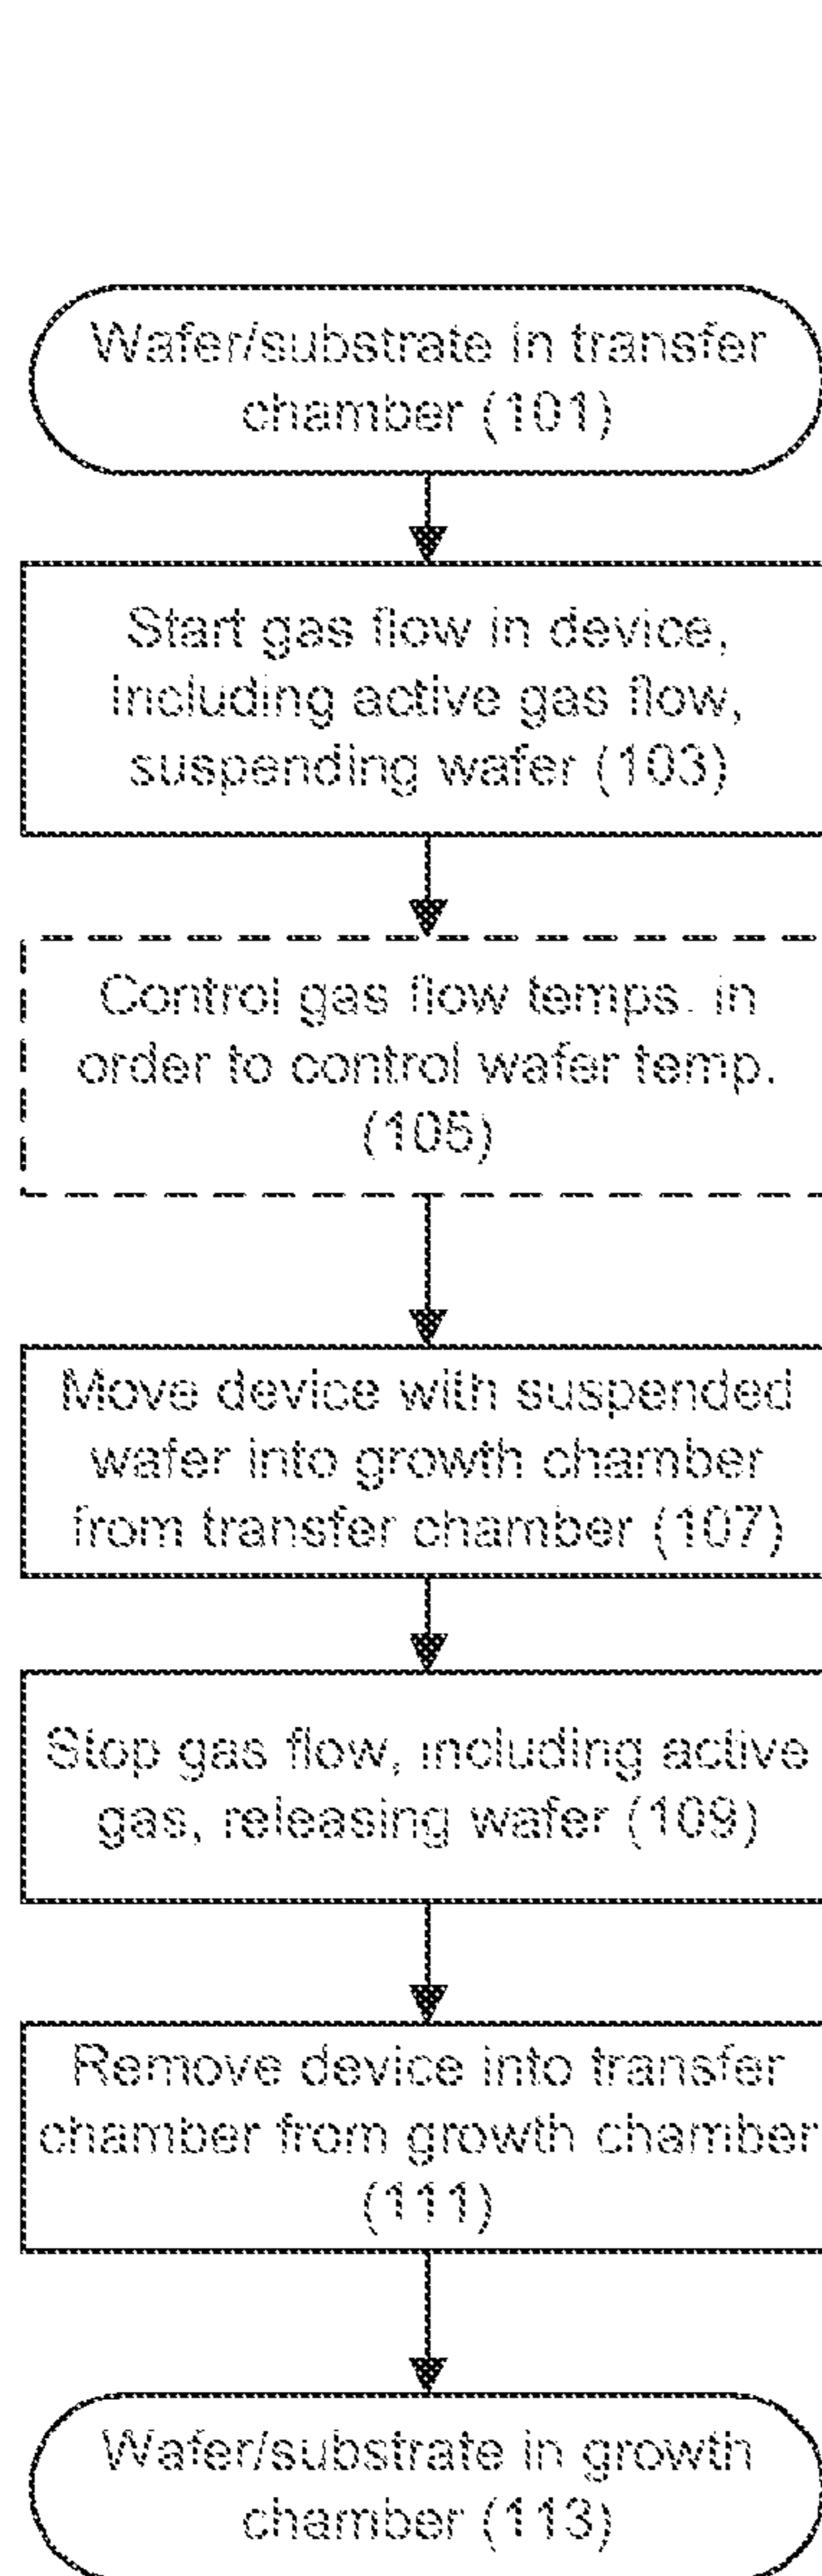 Wafer/substrate in transfer
chamber (101)
Start gas flow in device,
including active gas flow,
suspending wafer (103)
Control gas flow temps. in
order to control wafer temp.
(105)
Move device with suspended
wafer into growth chamber
from transfer chamber (107)
Stop gas flow, including active
gas, releasing wafer (109)
Remove device into transfer
chamber from growth chamber
(111)
Wafer/substrate in growth
chamber (113)